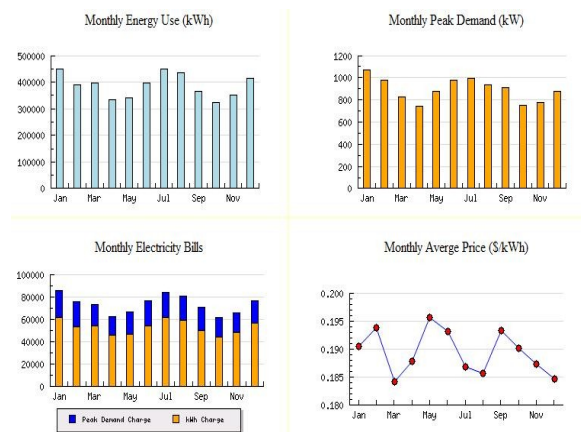 Monthly Energy Use (kWh)
500000
400000
300000
200000
100000
0
Jan Mar May Jul Sep Nov
Monthly Peak Demand (kW)
1200
1000
800
600
400
200
0
Jan Mar May Jul Sep Nov
Monthly Electricity Bills
100000
80000
60000
40000
20000
0
Jan Mar May Jul Sep Nov
Peak Demand Charge kWh Charge
Monthly Averge Price ($/kWh)
0.200
0.195
0.190
0.185
0.180
Jan Mar May Jul Sep Nov